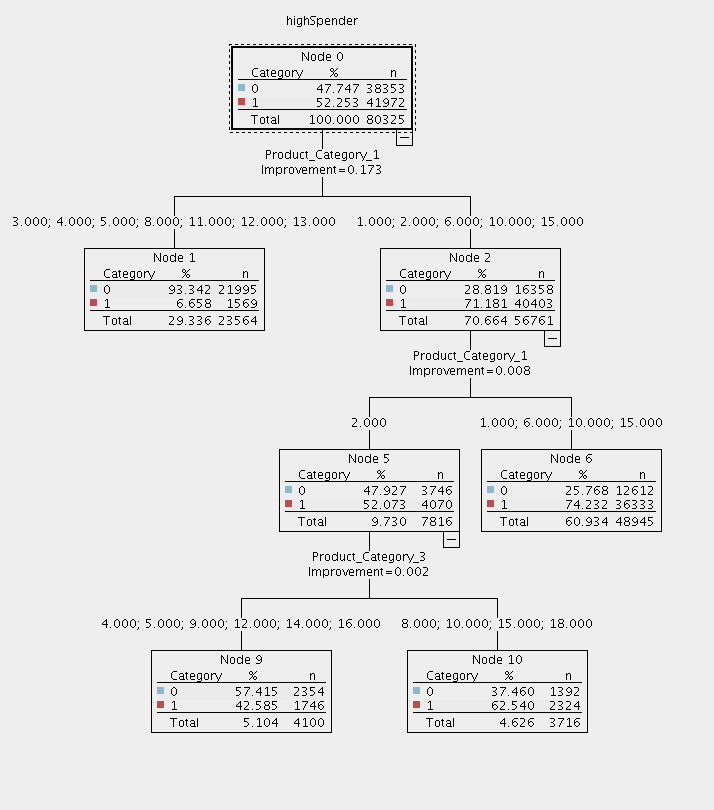 highSpender
Node 0
Category % n
0 47.747 38353
1 52.253 41972
Total 100.000 80325
Product_Category_1
Improvement=0.173
3.000; 4.000; 5.000; 8.000; 11.000; 12.000; 13.000
1.000; 2.000; 6.000; 10.000; 15.000
Node 1
Category % n
0 93.342 21995
1 6.658 1569
Total 29.336 23564
Node 2
Category % n
0 28.819 16358
1 71.181 40403
Total 70.664 56761
Product_Category_1
Improvement=0.008
2.000
1.000; 6.000; 10.000; 15.000
Node 5
Category % n
0 47.927 3746
1 52.073 4070
Total 9.730 7816
Node 6
Category % n
0 25.768 12612
1 74.232 36333
Total 60.934 48945
Product_Category_3
Improvement=0.002
4.000; 5.000; 9.000; 12.000; 14.000; 16.000
8.000; 10.000; 15.000; 18.000
Node 9
Category % n
0 57.415 2354
1 42.585 1746
Total 5.104 4100
Node 10
Category % n
0 37.460 1392
1 62.540 2324
Total 4.626 3716